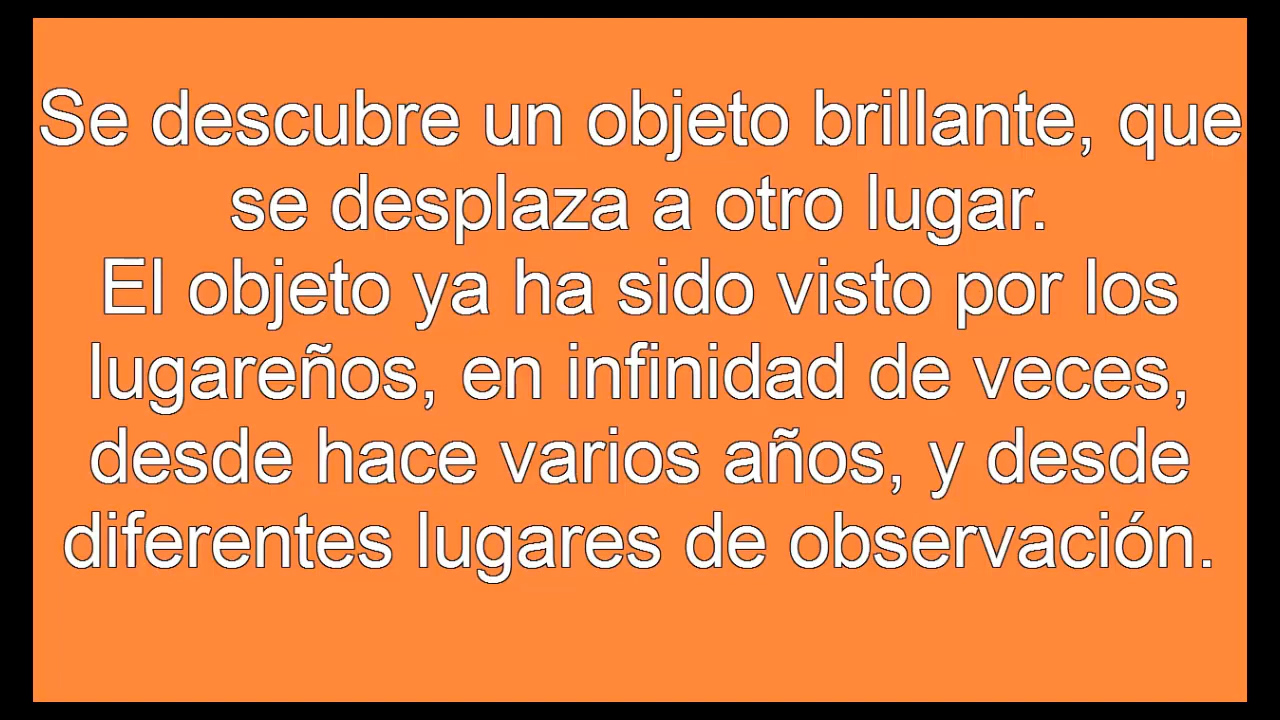 Se descubre un objeto brillante, que
se desplaza a otro lugar.
El objeto ya ha sido visto por los
lugareños, en infinidad de veces,
desde hace varios años, y desde
diferentes lugares de observación.